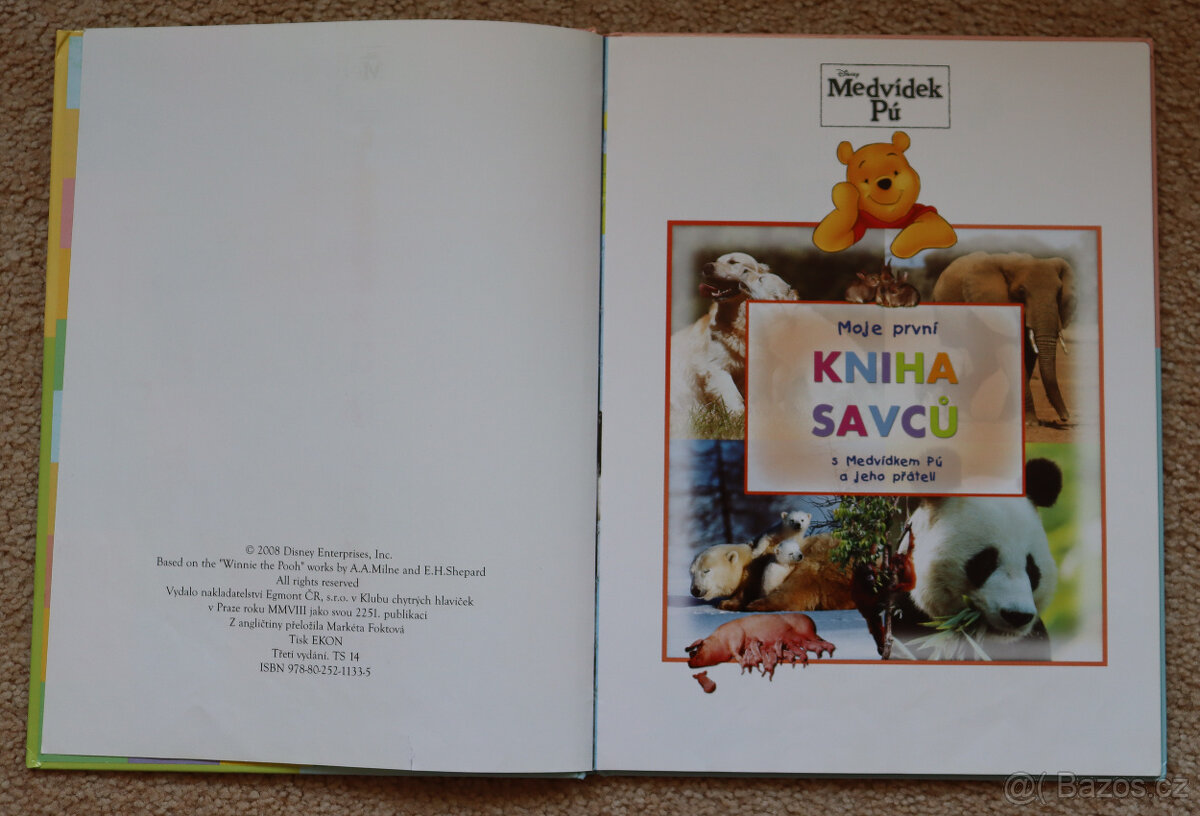 © 2008 Disney Enterprises, Inc.
Based on the "Winnie the Pooh" works by A.A.Milne and E.H.Shepard
All rights reserved
Vydalo nakladatelství Egmont ČR, s.r.o. v Klubu chytrých hlaviček
v Praze roku MMVIII jako svou 2251. publikaci
Z angličtiny přeložila Markéta Foktová
Tisk EKON
Třetí vydání. TS 14
ISBN 978-80-252-1133-5
Disney
Medvídek
Pú
Moje první
KNIHA
SAVCŮ
s Medvídkem Pú
a jeho přáteli
@( Bazos.cz